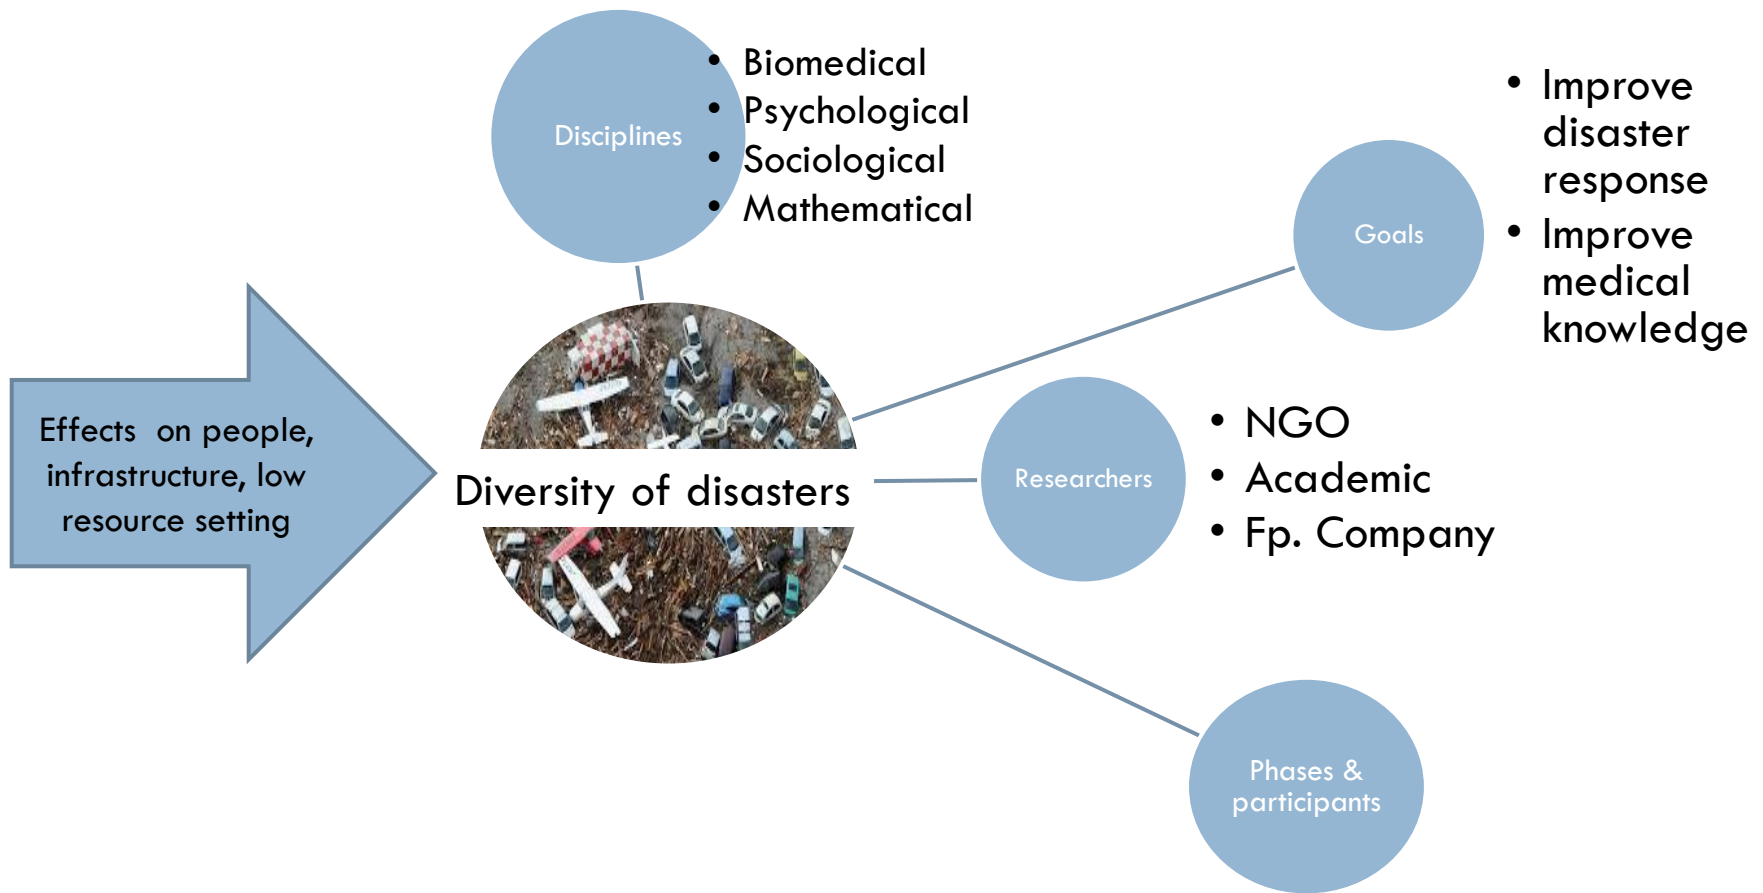 Disciplines
• Biomedical
• Psychological
• Sociological
• Mathematical
• Improve
disaster
response
• Improve
medical
knowledge
Goals
Effects  on people,
infrastructure, low
resource setting
Diversity of disasters
Researchers
• NGO
• Academic
• Fp. Company
Phases &
participants